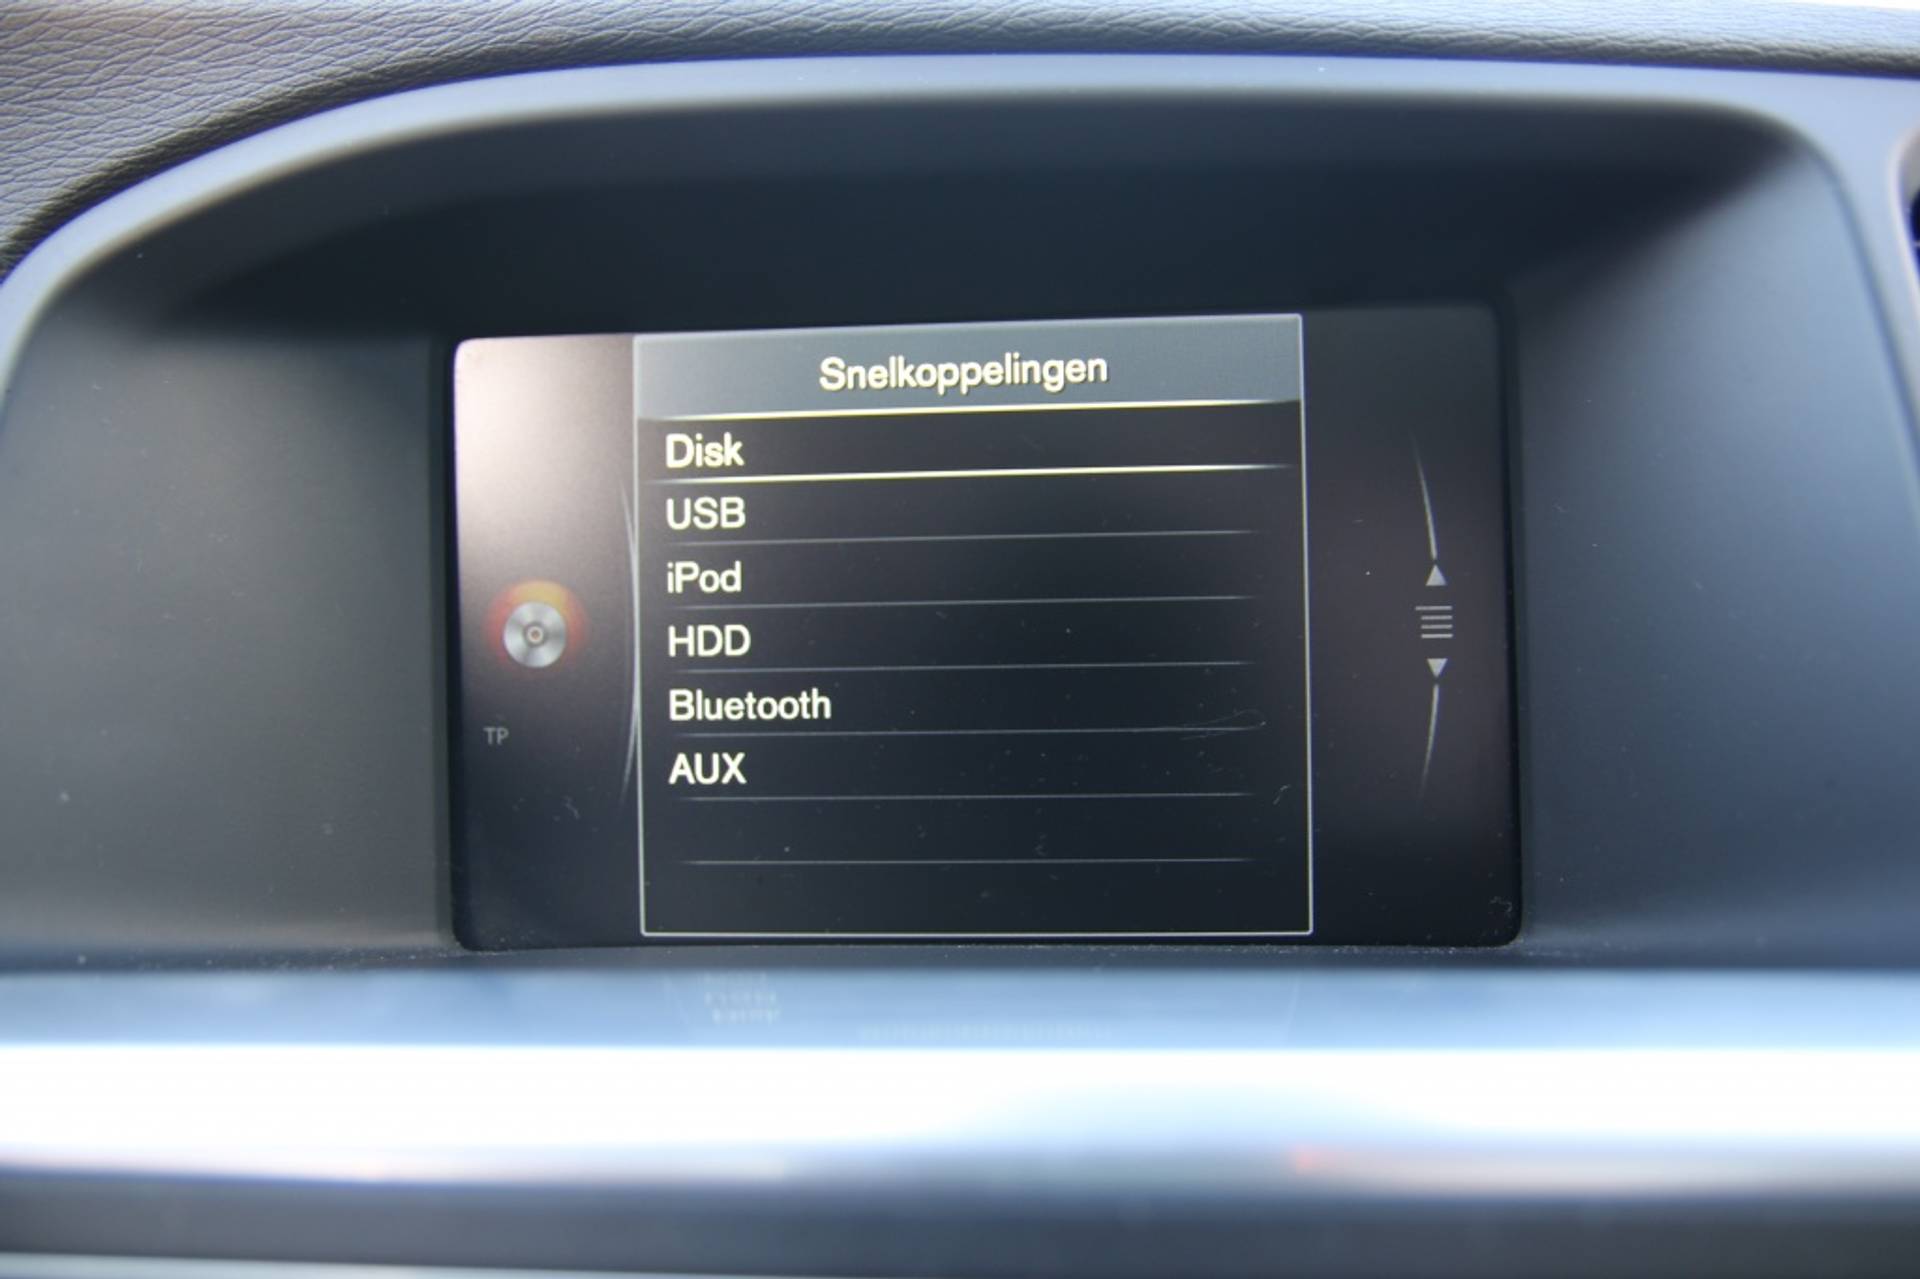 Snelkoppelingen
Disk
USB
iPod
HDD
Bluetooth
AUX
TP